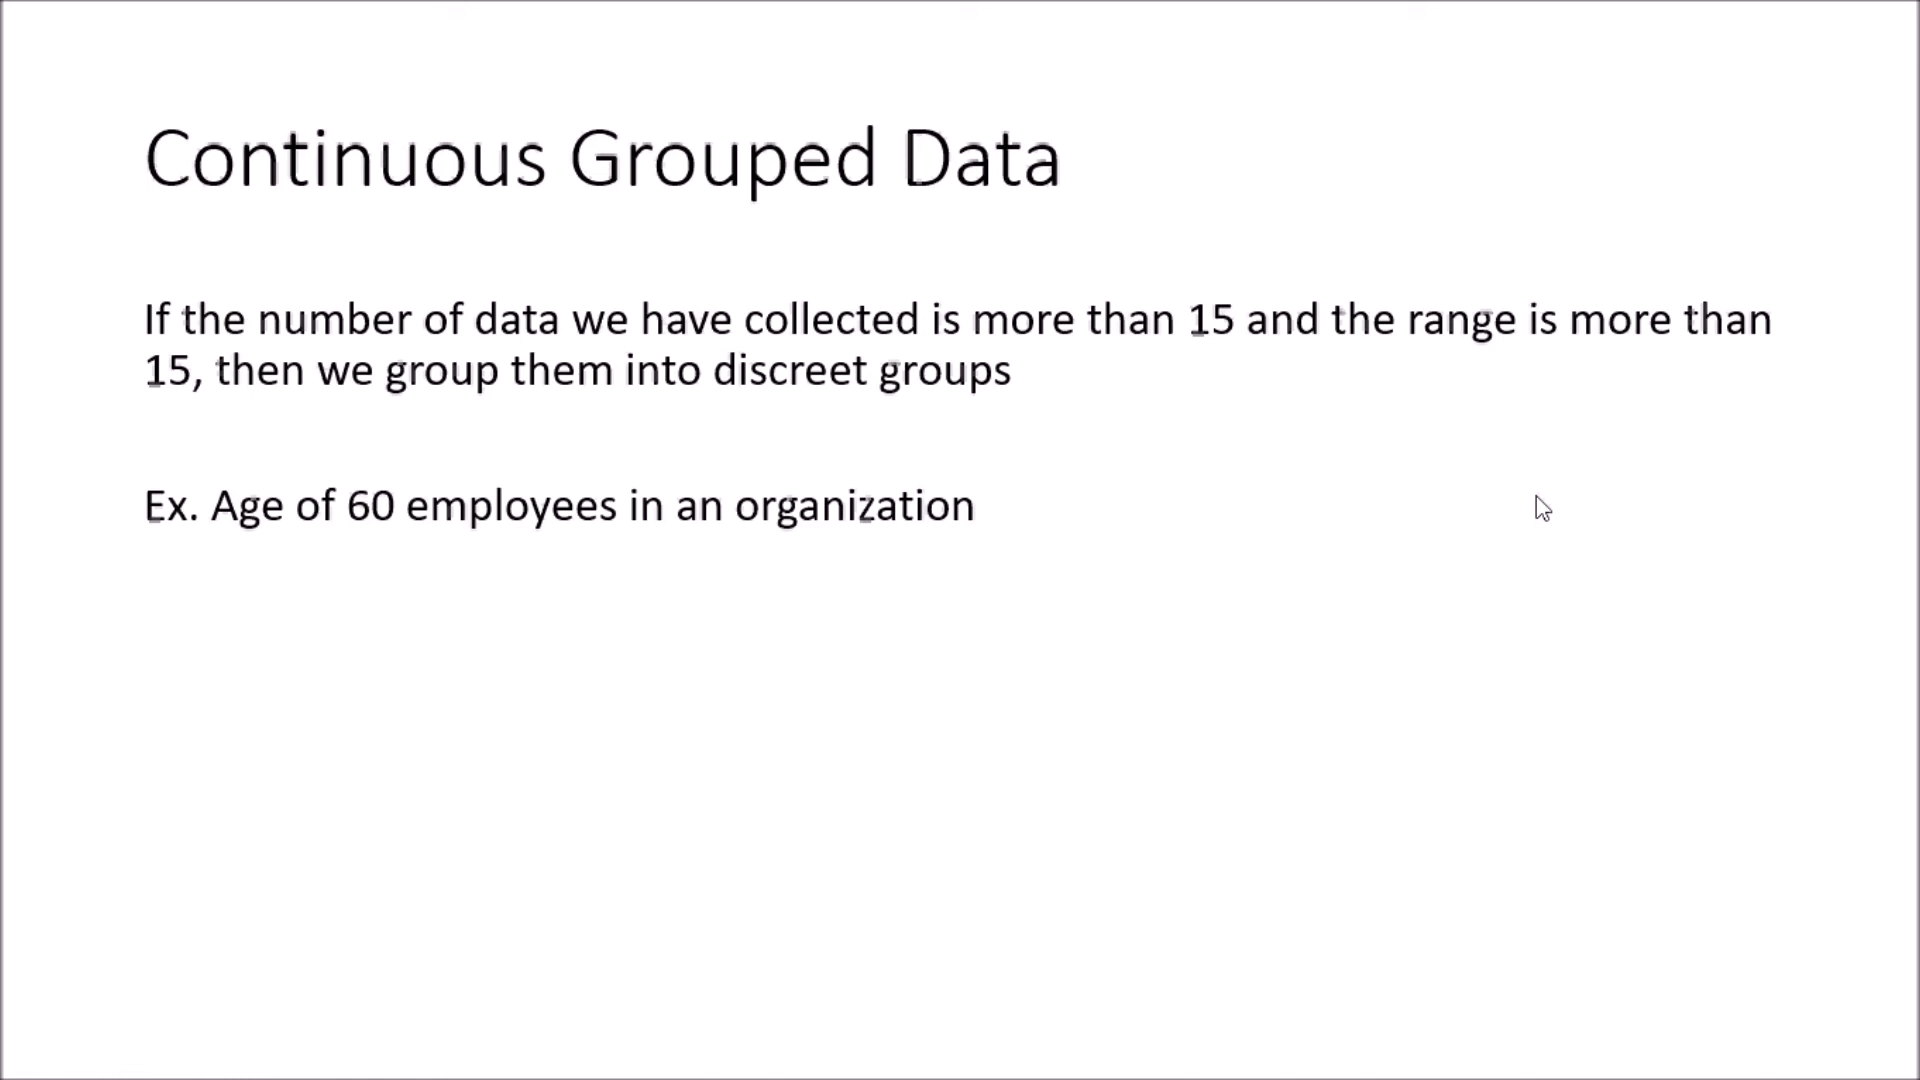 Continuous Grouped Data
If the number of data we have collected is more than 15 and the range is more than
15, then we group them into discreet groups
Ex. Age of 60 employees in an organization